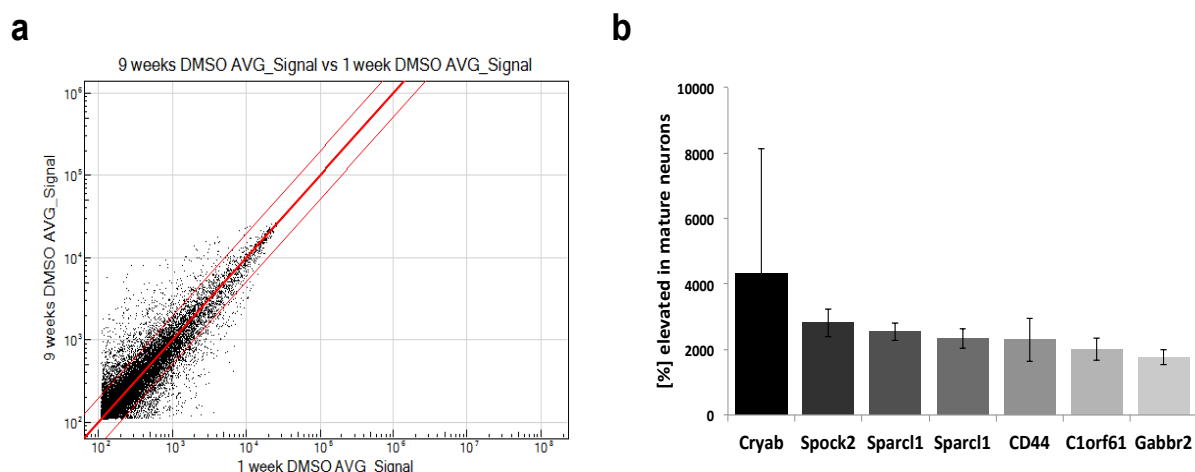 a
9 weeks DMSO AVG_Signal vs 1 week DMSO AVG_Signal
9 weeks DMSO AVG_Signal
10^6
10^5
10^4
10^3
10^2
10^2 10^3 10^4 10^5 10^6 10^7 10^8
1 week DMSO AVG_Signal
b
[%] elevated in mature neurons
10000
8000
6000
4000
2000
0
Cryab Spock2 Sparcl1 Sparcl1 CD44 C1orf61 Gabbr2